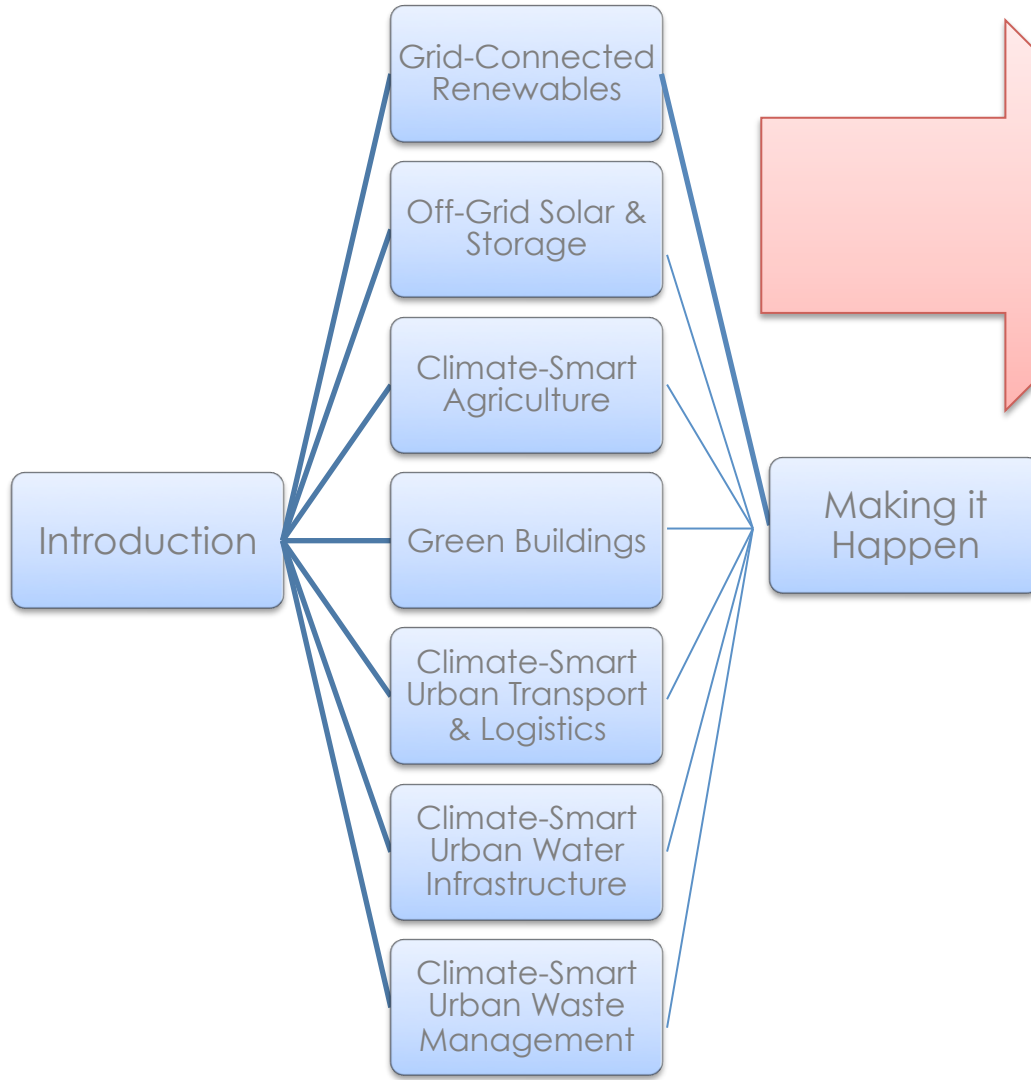 Grid-Connected
Renewables
Off-Grid Solar &
Storage
Climate-Smart
Agriculture
Introduction
Green Buildings
Making it
Happen
Climate-Smart
Urban Transport
& Logistics
Climate-Smart
Urban Water
Infrastructure
Climate-Smart
Urban Waste
Management